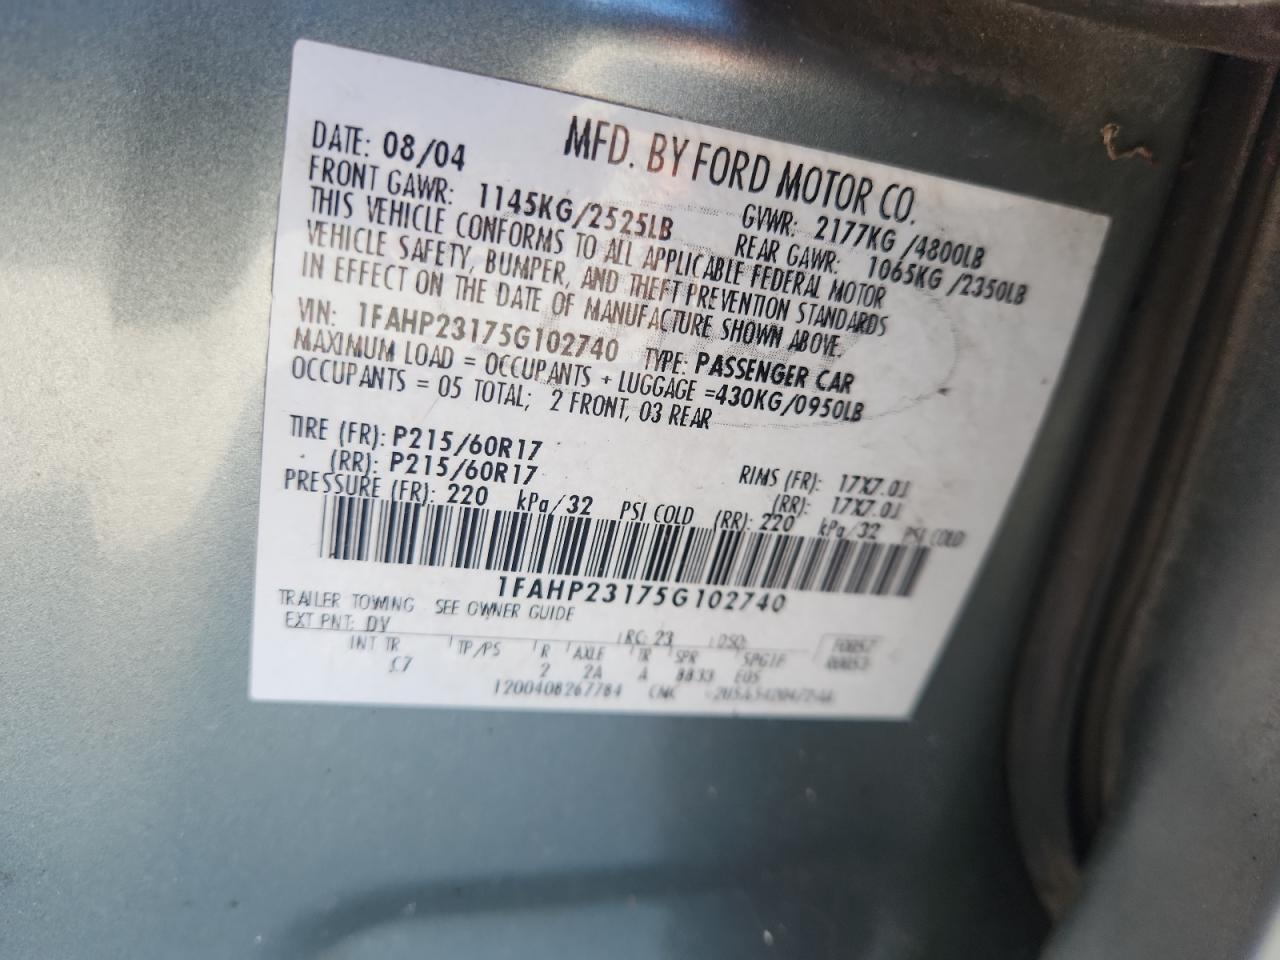 MFD. BY FORD MOTOR CO.
DATE: 08/04 GVWR: 2177KG /4800LB
FRONT GAWR: 1145KG/2525LB REAR GAWR: 1065KG /2350LB
THIS VEHICLE CONFORMS TO ALL APPLICABLE FEDERAL MOTOR
VEHICLE SAFETY, BUMPER, AND THEFT PREVENTION STANDARDS
IN EFFECT ON THE DATE OF MANUFACTURE SHOWN ABOVE.
VIN: 1FAHP23175G102740 TYPE: PASSENGER CAR
MAXIMUM LOAD = OCCUPANTS + LUGGAGE =430KG/0950LB
OCCUPANTS = 05 TOTAL; 2 FRONT, 03 REAR
TIRE (FR): P215/60R17 RIMS (FR): 17X7.0J
(RR): P215/60R17 (RR): 17X7.0J
PRESSURE (FR): 220 kPa/32 PSI COLD (RR): 220 kPa/32 PSI COLD
1FAHP23175G102740
TRAILER TOWING SEE OWNER GUIDE
EXT PNT: DV RC: 23 DSO:
INT TR TP/PS R AXLE TR SPR
2 2A A 8833
1200408267784